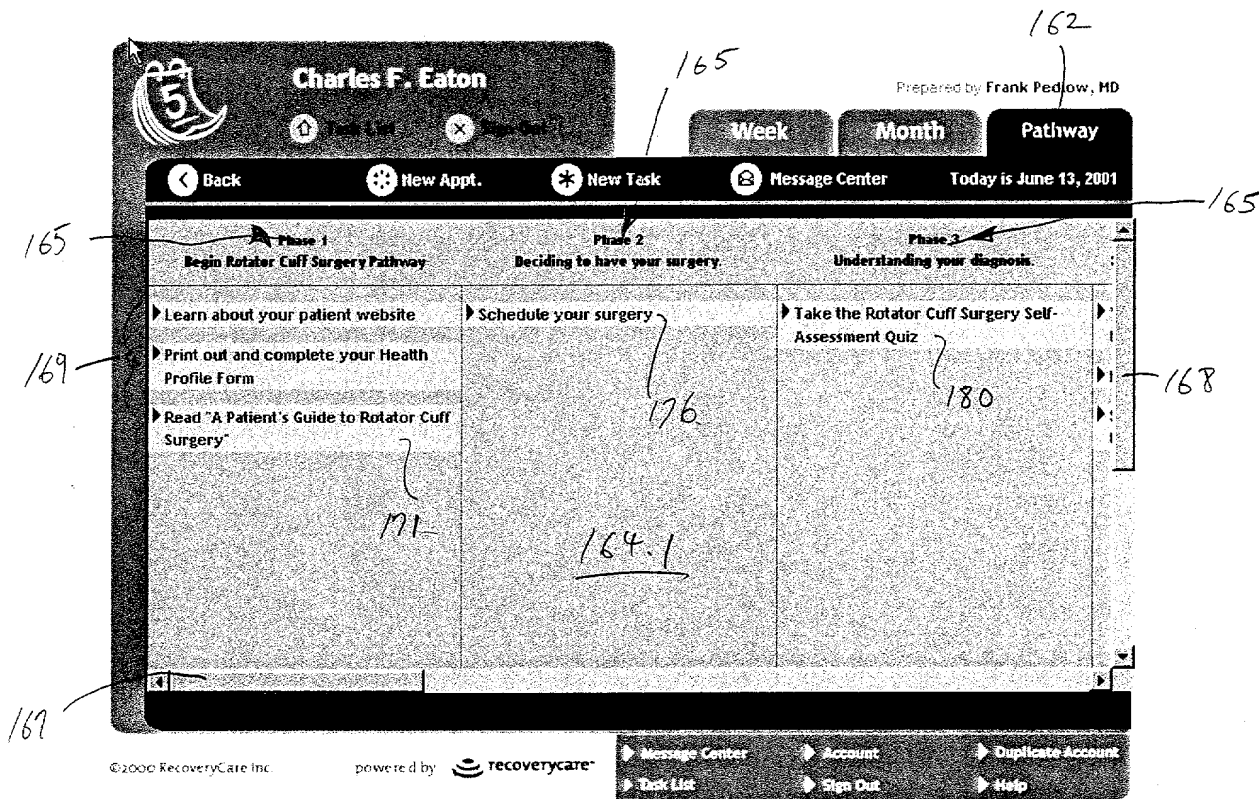 162
165
Charles F. Eaton
Prepared by Frank Pedlow, MD
5
Task List Sign Out
Week Month Pathway
Back New Appt. New Task Message Center Today is June 13, 2001
165
165
Phase 1 Phase 2 Phase 3
Begin Rotator Cuff Surgery Pathway Deciding to have your surgery. Understanding your diagnosis.
Learn about your patient website Schedule your surgery Take the Rotator Cuff Surgery Self-
Assessment Quiz
169
Print out and complete your Health
Profile Form
168
176
180
Read "A Patient's Guide to Rotator Cuff
Surgery"
164.1
167
Message Center Account Duplicate Account
©2000 RecoveryCare Inc. powered by recoverycare
Task List Sign Out Help